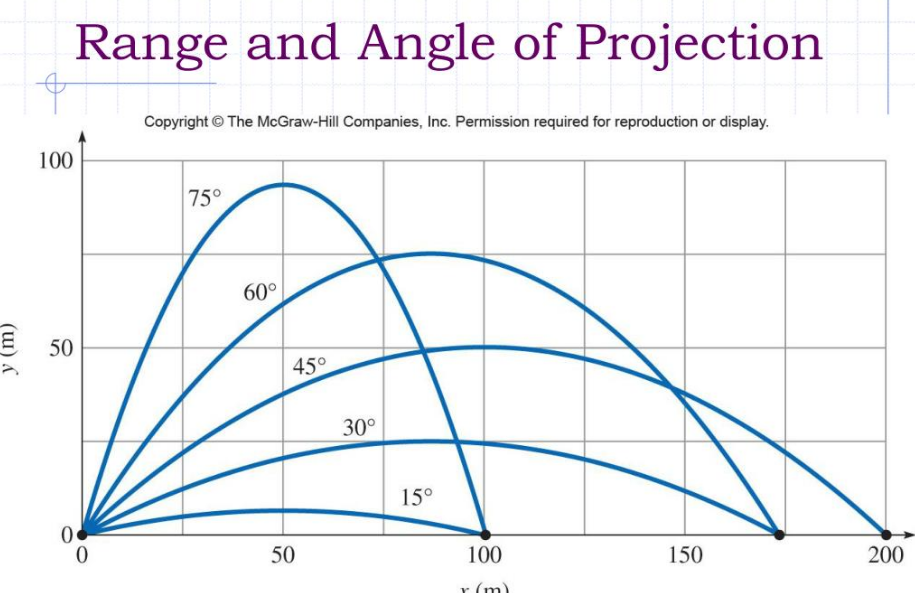 Range and Angle of Projection
Copyright © The McGraw-Hill Companies, Inc. Permission required for reproduction or display.
100
75°
60°
50
45°
30°
15°
0
0 50 100 150 200
y (m)
x (m)